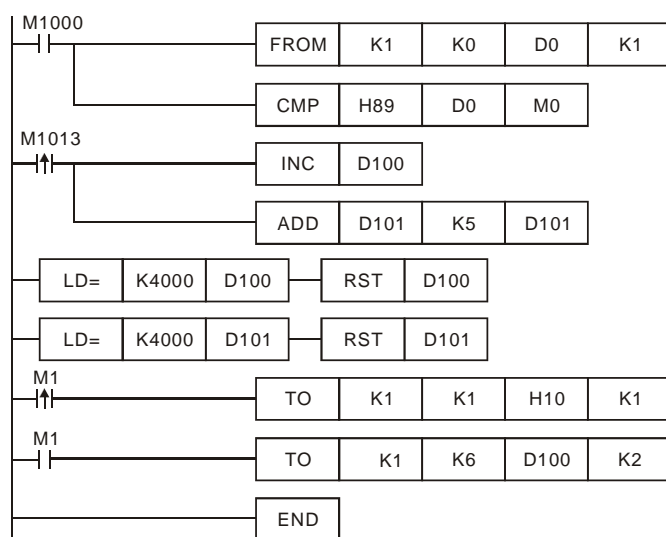 M1000
FROM K1 K0 D0 K1
CMP H89 D0 M0
M1013
INC D100
ADD D101 K5 D101
LD= K4000 D100 RST D100
LD= K4000 D101 RST D101
M1
TO K1 K1 H10 K1
M1
TO K1 K6 D100 K2
END